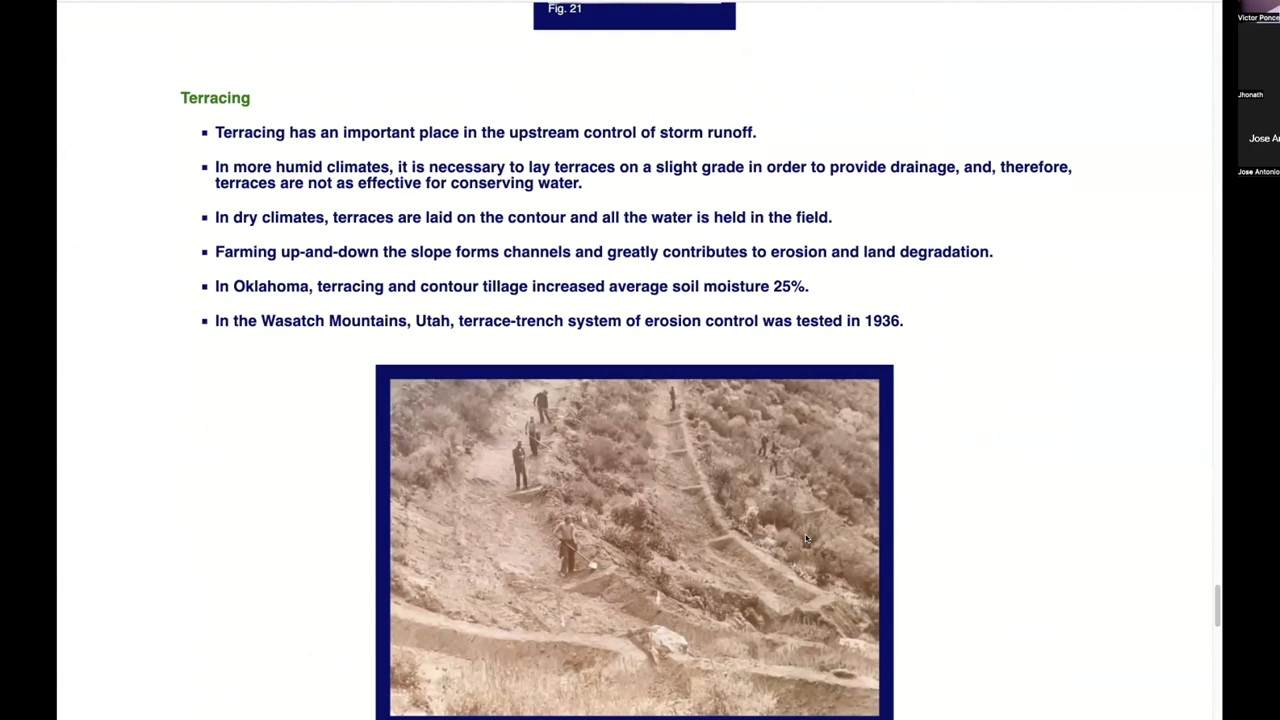 Fig. 21
Victor Ponce
Jhonath
Jose An
Jose Antonio
Terracing
Terracing has an important place in the upstream control of storm runoff.
In more humid climates, it is necessary to lay terraces on a slight grade in order to provide drainage, and, therefore,
terraces are not as effective for conserving water.
In dry climates, terraces are laid on the contour and all the water is held in the field.
Farming up-and-down the slope forms channels and greatly contributes to erosion and land degradation.
In Oklahoma, terracing and contour tillage increased average soil moisture 25%.
In the Wasatch Mountains, Utah, terrace-trench system of erosion control was tested in 1936.